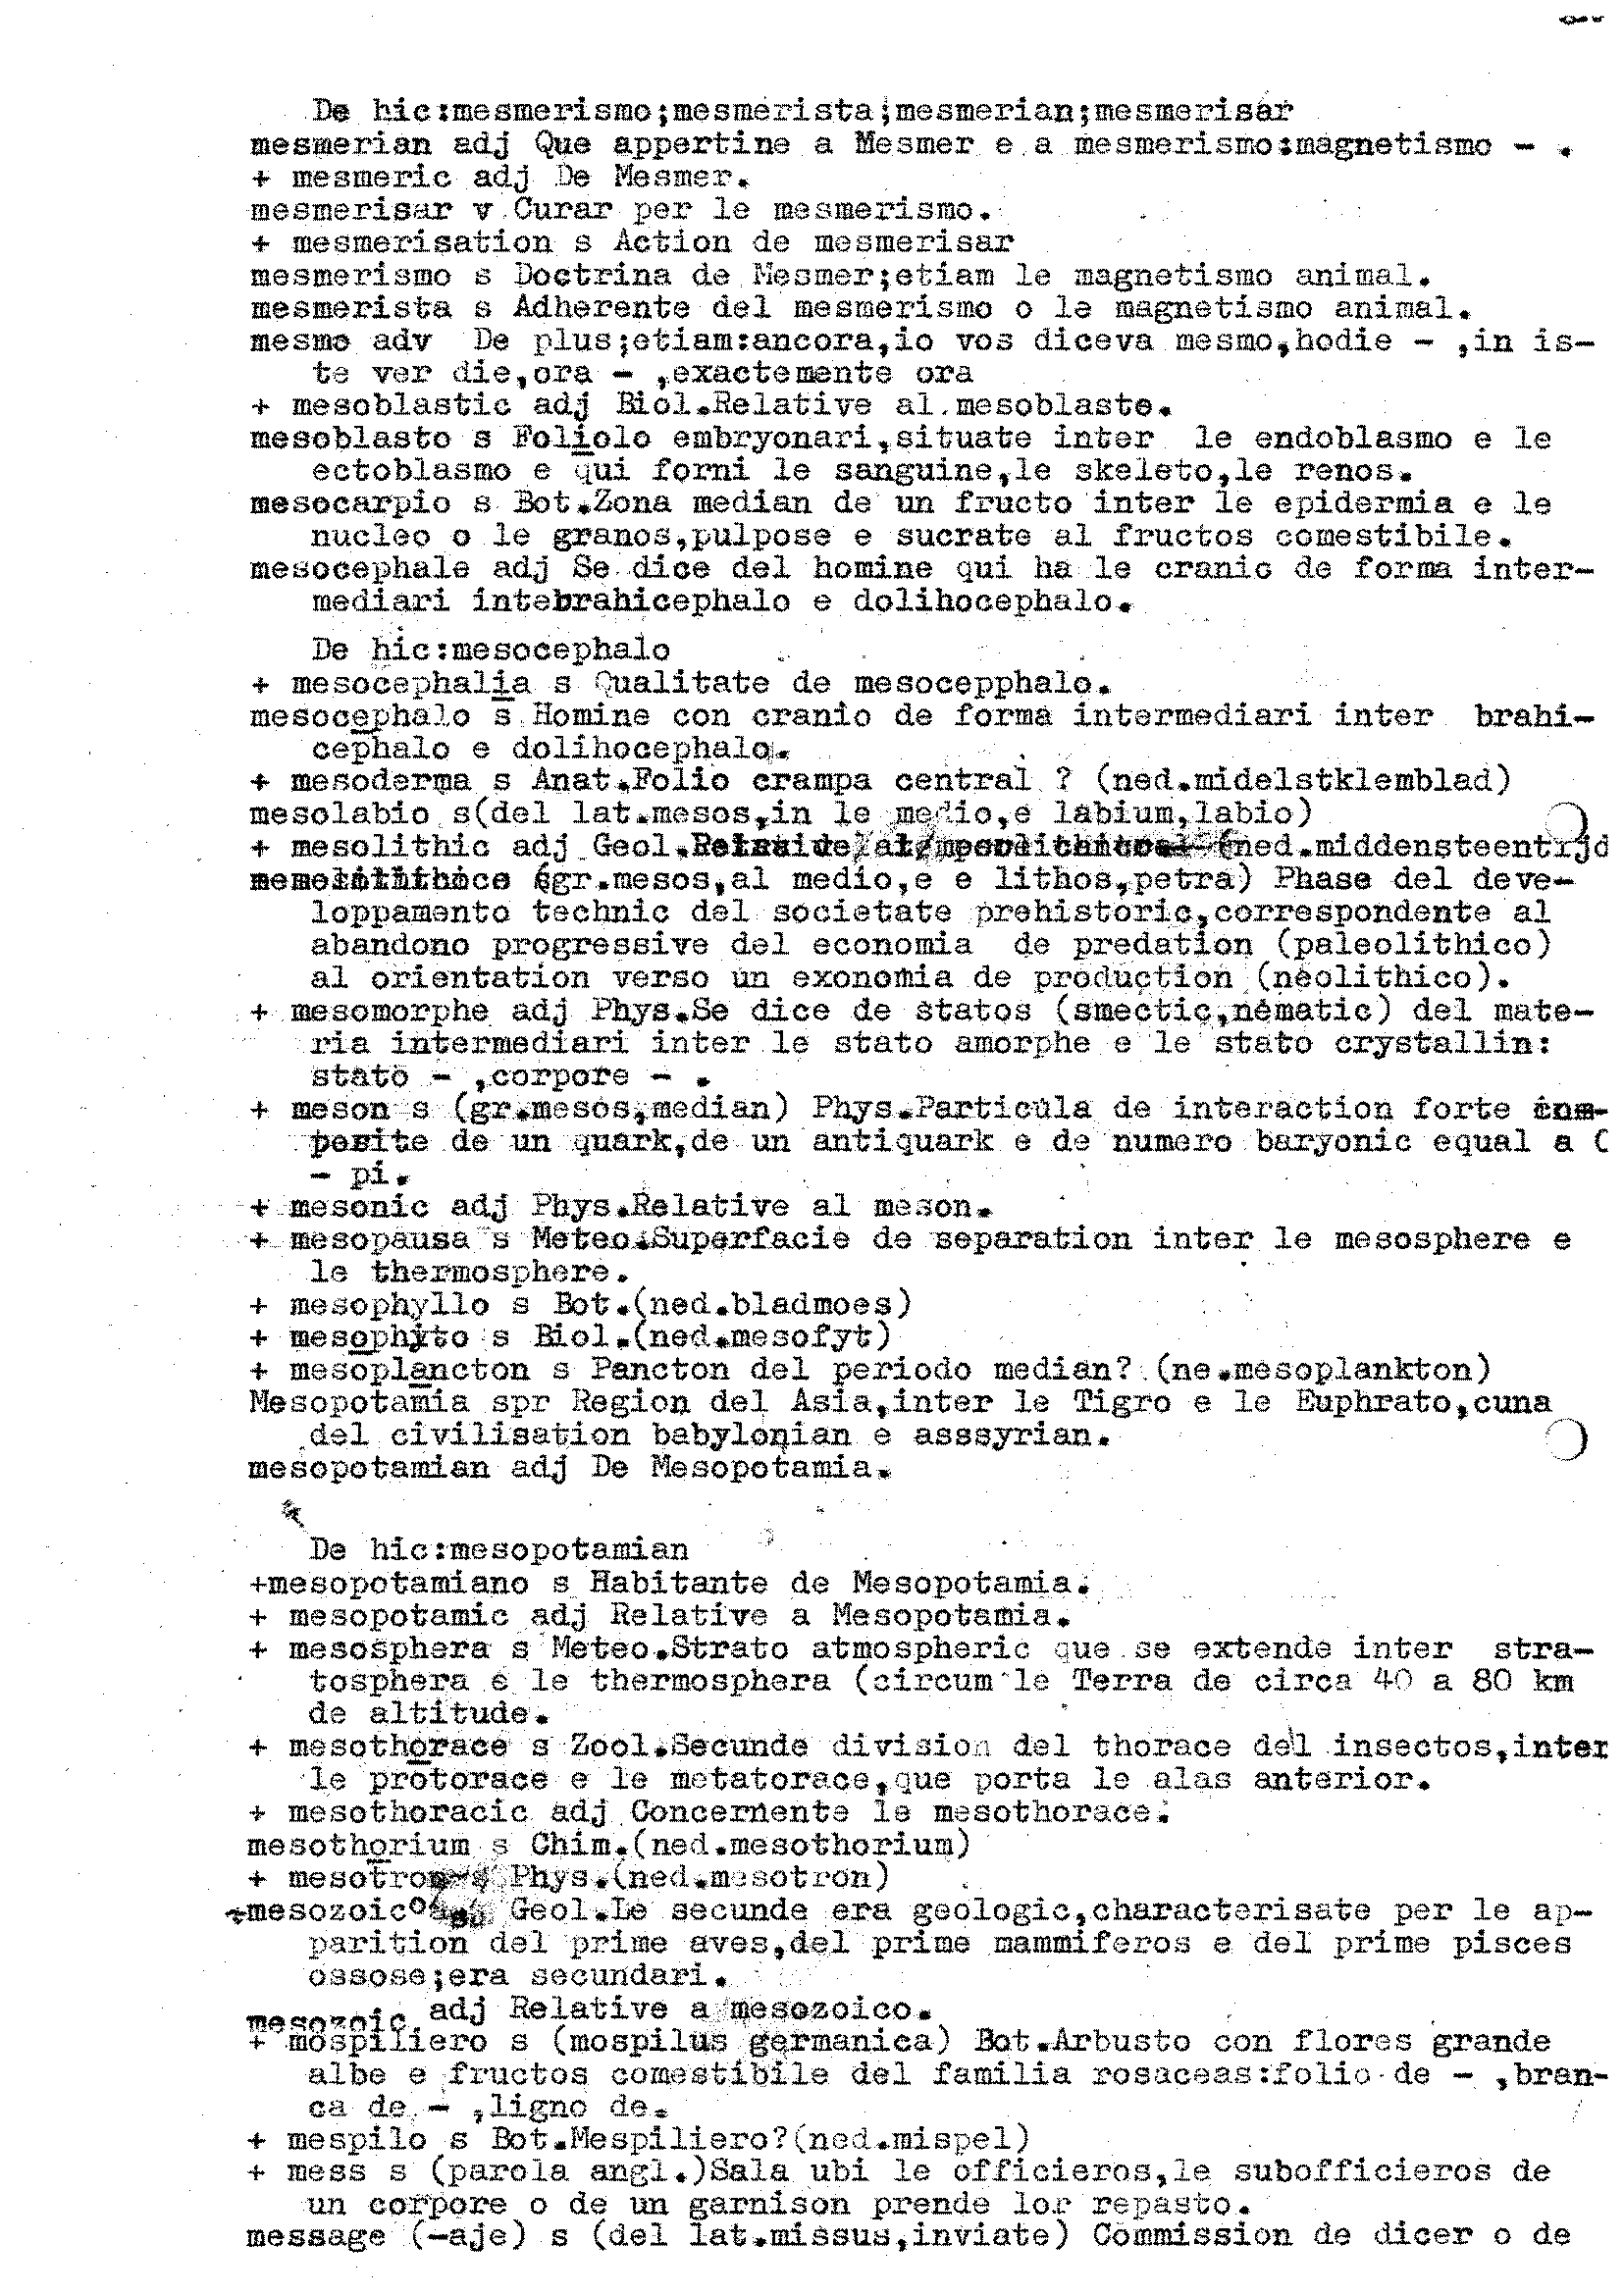 De hic:mesmerismo;mesmerista;mesmerian;mesmerisar
mesmerian adj Que appertine a Mesmer e a mesmerismo:magnetismo - .
+ mesmeric adj De Mesmer.
mesmerisar v Curar per le mesmerismo.
+ mesmerisation s Action de mesmerisar
mesmerismo s Doctrina de Mesmer;etiam le magnetismo animal.
mesmerista s Adherente del mesmerismo o le magnetismo animal.
mesmo adv De plus;etiam:ancora,io vos diceva mesmo,hodie - ,in is-
te ver die,ora - ,exactemente ora
+ mesoblastic adj Biol.Relative al mesoblasto.
mesoblasto s Foliolo embryonari,situate inter le endoblasmo e le
ectoblasmo e qui forni le sanguine,le skeleto,le renos.
mesocarpio s Bot.Zona median de un fructo inter le epidermia e le
nucleo o le granos,pulpose e sucrate al fructos comestibile.
mesocephale adj Se dice del homine qui ha le cranio de forma inter-
mediari intebrahicephalo e dolihocephalo.
De hic:mesocephalo
+ mesocephalia s Qualitate de mesocepphalo.
mesocephalo s Homine con cranio de forma intermediari inter brahi-
cephalo e dolihocephalo.
+ mesoderma s Anat.Folio crampa central ? (ned.midelstklemblad)
mesolabio s(del lat.mesos,in le medio,e labium,labio)
+ mesolithic adj Geol. (ned.middensteentijd
(gr.mesos,al medio,e e lithos,petra) Phase del deve-
loppamento technic del societate prehistoric,correspondente al
abandono progressive del economia de predation (paleolithico)
al orientation verso un exonomia de production (neolithico).
+ mesomorphe adj Phys.Se dice de statos (smectic,nematic) del mate-
ria intermediari inter le stato amorphe e le stato crystallin:
stato - ,corpore - .
+ meson s (gr.mesos,median) Phys.Particula de interaction forte com-
posite de un quark,de un antiquark e de numero baryonic equal a 0
- pi.
+ mesonic adj Phys.Relative al meson.
+ mesopausa s Meteo.Superfacie de separation inter le mesosphere e
le thermosphere.
+ mesophyllo s Bot.(ned.bladmoes)
+ mesophyto s Biol.(ned.mesofyt)
+ mesoplancton s Pancton del periodo median? (ne.mesoplankton)
Mesopotamia spr Region del Asia,inter le Tigro e le Euphrato,cuna
del civilisation babylonian e asssyrian.
mesopotamian adj De Mesopotamia.
De hic:mesopotamian
+mesopotamiano s Habitante de Mesopotamia.
+ mesopotamic adj Relative a Mesopotamia.
+ mesosphera s Meteo.Strato atmospheric que se extende inter stra-
tosphera e le thermosphera (circum le Terra de circa 40 a 80 km
de altitude.
+ mesothorace s Zool.Secunde division del thorace del insectos,inter
le protorace e le metatorace,que porta le alas anterior.
+ mesothoracic adj Concernente le mesothorace.
mesothorium s Chim.(ned.mesothorium)
+ mesotron s Phys.(ned.mesotron)
+mesozoico s Geol.Le secunde era geologic,characterisate per le ap-
parition del prime aves,del prime mammiferos e del prime pisces
ossose;era secundari.
mesozoic adj Relative a mesozoico.
+ mospiliero s (mospilus germanica) Bot.Arbusto con flores grande
albe e fructos comestibile del familia rosaceas:folio de - ,bran-
ca de - ,ligno de.
+ mespilo s Bot.Mespiliero?(ned.mispel)
+ mess s (parola angl.)Sala ubi le officieros,le subofficieros de
un corpore o de un garnison prende lor repasto.
message (-aje) s (del lat.missus,inviate) Commission de dicer o de